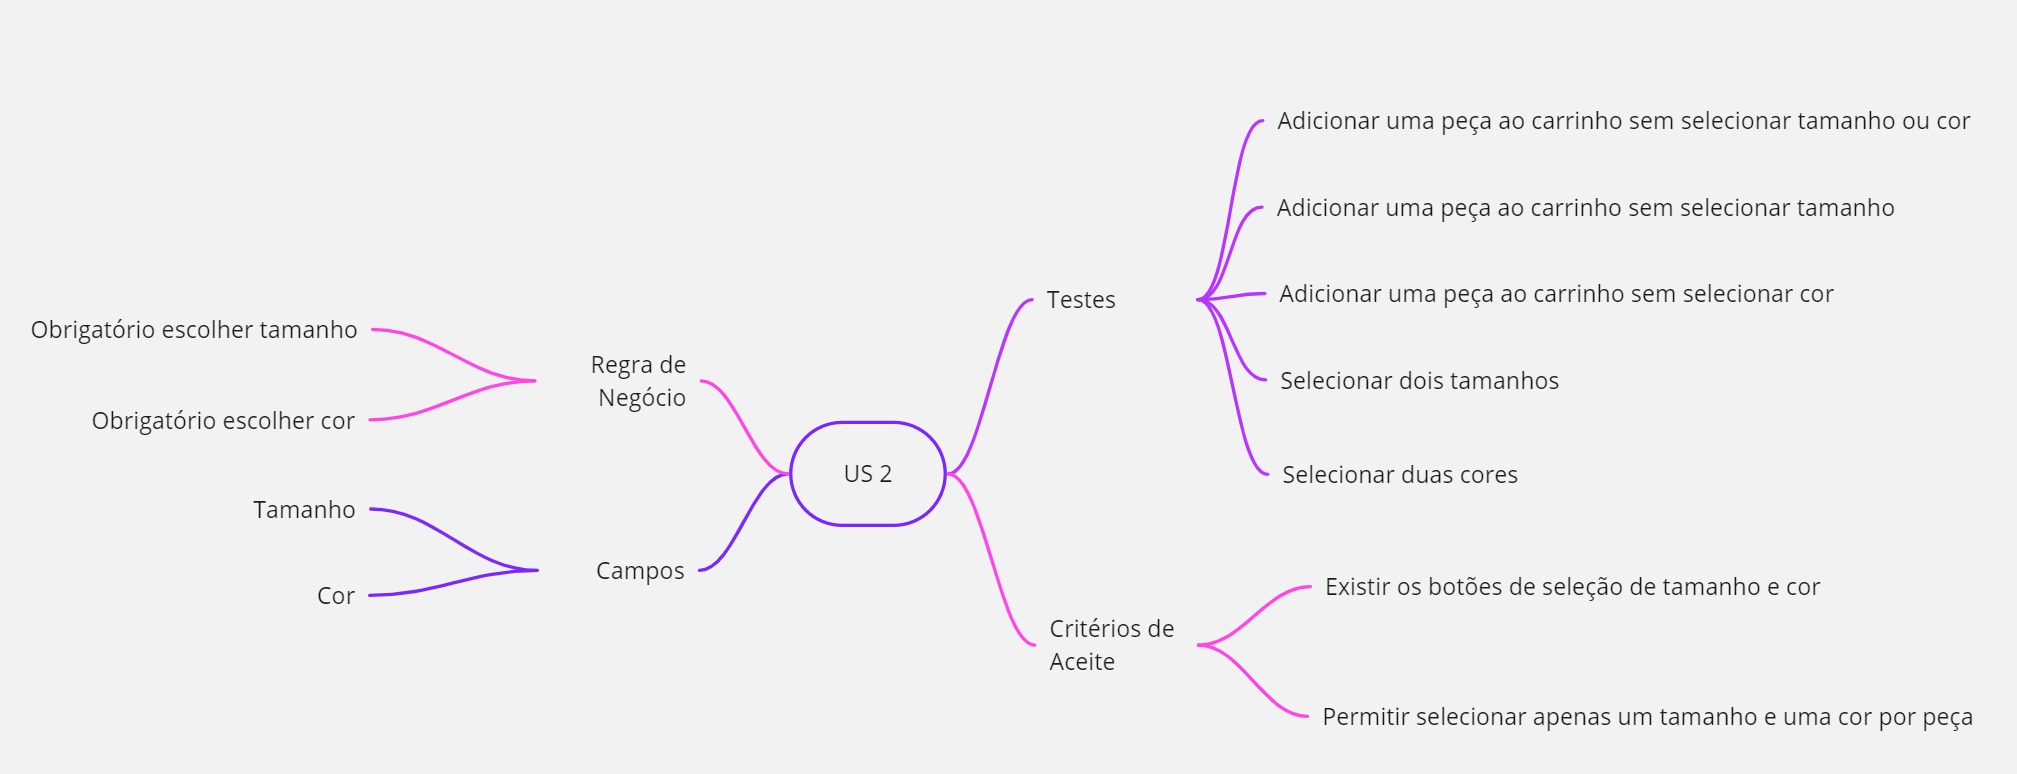 Adicionar uma peça ao carrinho sem selecionar tamanho ou cor
Adicionar uma peça ao carrinho sem selecionar tamanho
Adicionar uma peça ao carrinho sem selecionar cor
Selecionar dois tamanhos
Selecionar duas cores
Testes
Obrigatório escolher tamanho
Obrigatório escolher cor
Regra de
Negócio
US 2
Tamanho
Cor
Campos
Critérios de
Aceite
Existir os botões de seleção de tamanho e cor
Permitir selecionar apenas um tamanho e uma cor por peça